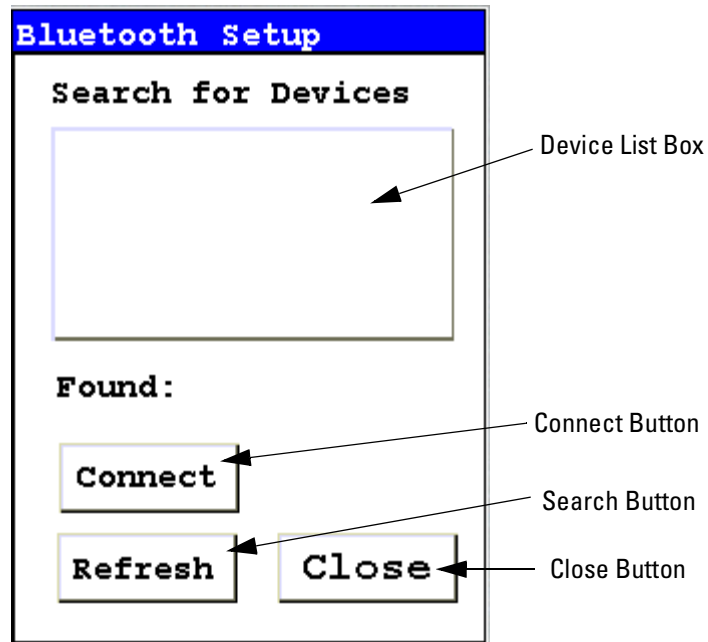 Bluetooth Setup
Search for Devices
Device List Box
Found:
Connect Button
Connect
Search Button
Refresh
Close
Close Button